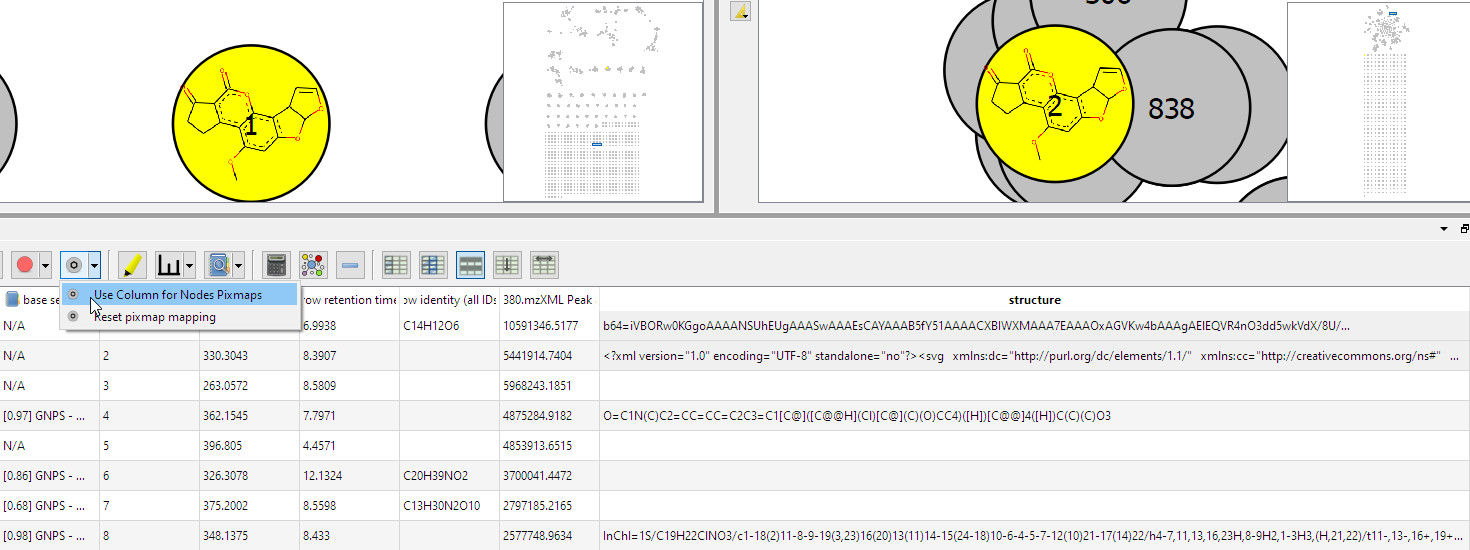 1
2
838
Use Column for Nodes Pixmaps
Reset pixmap mapping
base se row retention time ow identity (all IDs 380.mzXML Peak structure
N/A 6.9938 C14H12O6 10591346.5177 b64=iVBORw0KGgoAAAANSUhEUgAAASwAAAEsCAYAAAB5fY51AAAACXBIWXMAAA7EAAAOxAGVKw4bAAAgAElEQVR4nO3dd5wkVdX/8U/...
N/A 2 330.3043 8.3907 5441914.7404 <?xml version="1.0" encoding="UTF-8" standalone="no"?><svg xmlns:dc="http://purl.org/dc/elements/1.1/" xmlns:cc="http://creativecommons.org/ns#" ...
N/A 3 263.0572 8.5809 5968243.1851
[0.97] GNPS - ... 4 362.1545 7.7971 4875284.9182 O=C1N(C)C2=CC=CC=C2C3=C1[C@]([C@@H](Cl)[C@](C)(O)CC4)([H])[C@@]4([H])C(C)(C)O3
N/A 5 396.805 4.4571 4853913.6515
[0.86] GNPS - ... 6 326.3078 12.1324 C20H39NO2 3700041.4472
[0.68] GNPS - ... 7 375.2002 8.5598 C13H30N2O10 2797185.2165
[0.98] GNPS - ... 8 348.1375 8.433 2577748.9634 InChI=1S/C19H22ClNO3/c1-18(2)11-8-9-19(3,23)16(20)13(11)14-15(24-18)10-6-4-5-7-12(10)21-17(14)22/h4-7,11,13,16,23H,8-9H2,1-3H3,(H,21,22)/t11-,13-,16+,19+...